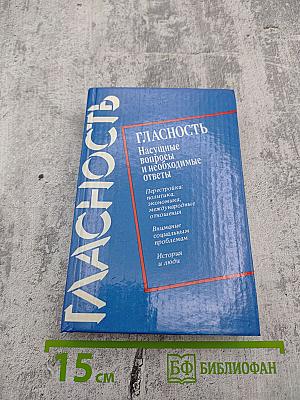 ГЛАСНОСТЬ
ГЛАСНОСТЬ
Насущные
вопросы
и необходимые
ответы
Перестройка:
политика,
экономика,
международные
отношения
Внимание
социальным
проблемам
История
и люди
15 см
БФ БИБЛИОФАН